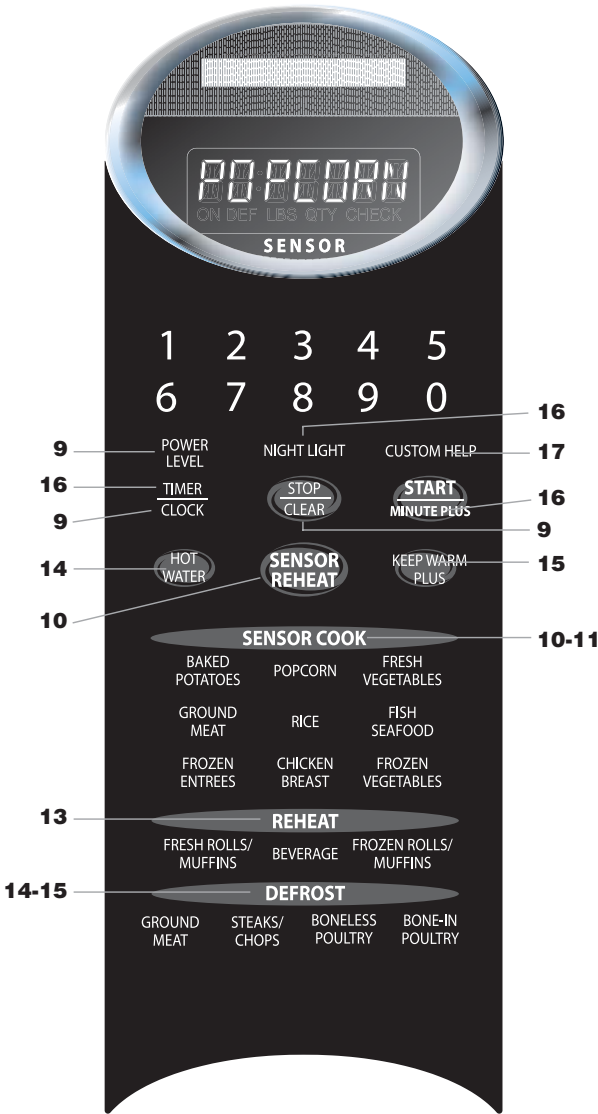 POPCORN
ON DEF LBS QTY CHECK
SENSOR
1 2 3 4 5
6 7 8 9 0
16
9 POWER LEVEL NIGHT LIGHT CUSTOM HELP 17
16 TIMER STOP START 16
9 CLOCK CLEAR MINUTE PLUS
9
14 HOT WATER SENSOR REHEAT KEEP WARM PLUS 15
10
SENSOR COOK 10-11
BAKED POTATOES POPCORN FRESH VEGETABLES
GROUND MEAT RICE FISH SEAFOOD
FROZEN ENTREES CHICKEN BREAST FROZEN VEGETABLES
13 REHEAT
FRESH ROLLS/ MUFFINS BEVERAGE FROZEN ROLLS/ MUFFINS
14-15 DEFROST
GROUND MEAT STEAKS/ CHOPS BONELESS POULTRY BONE-IN POULTRY